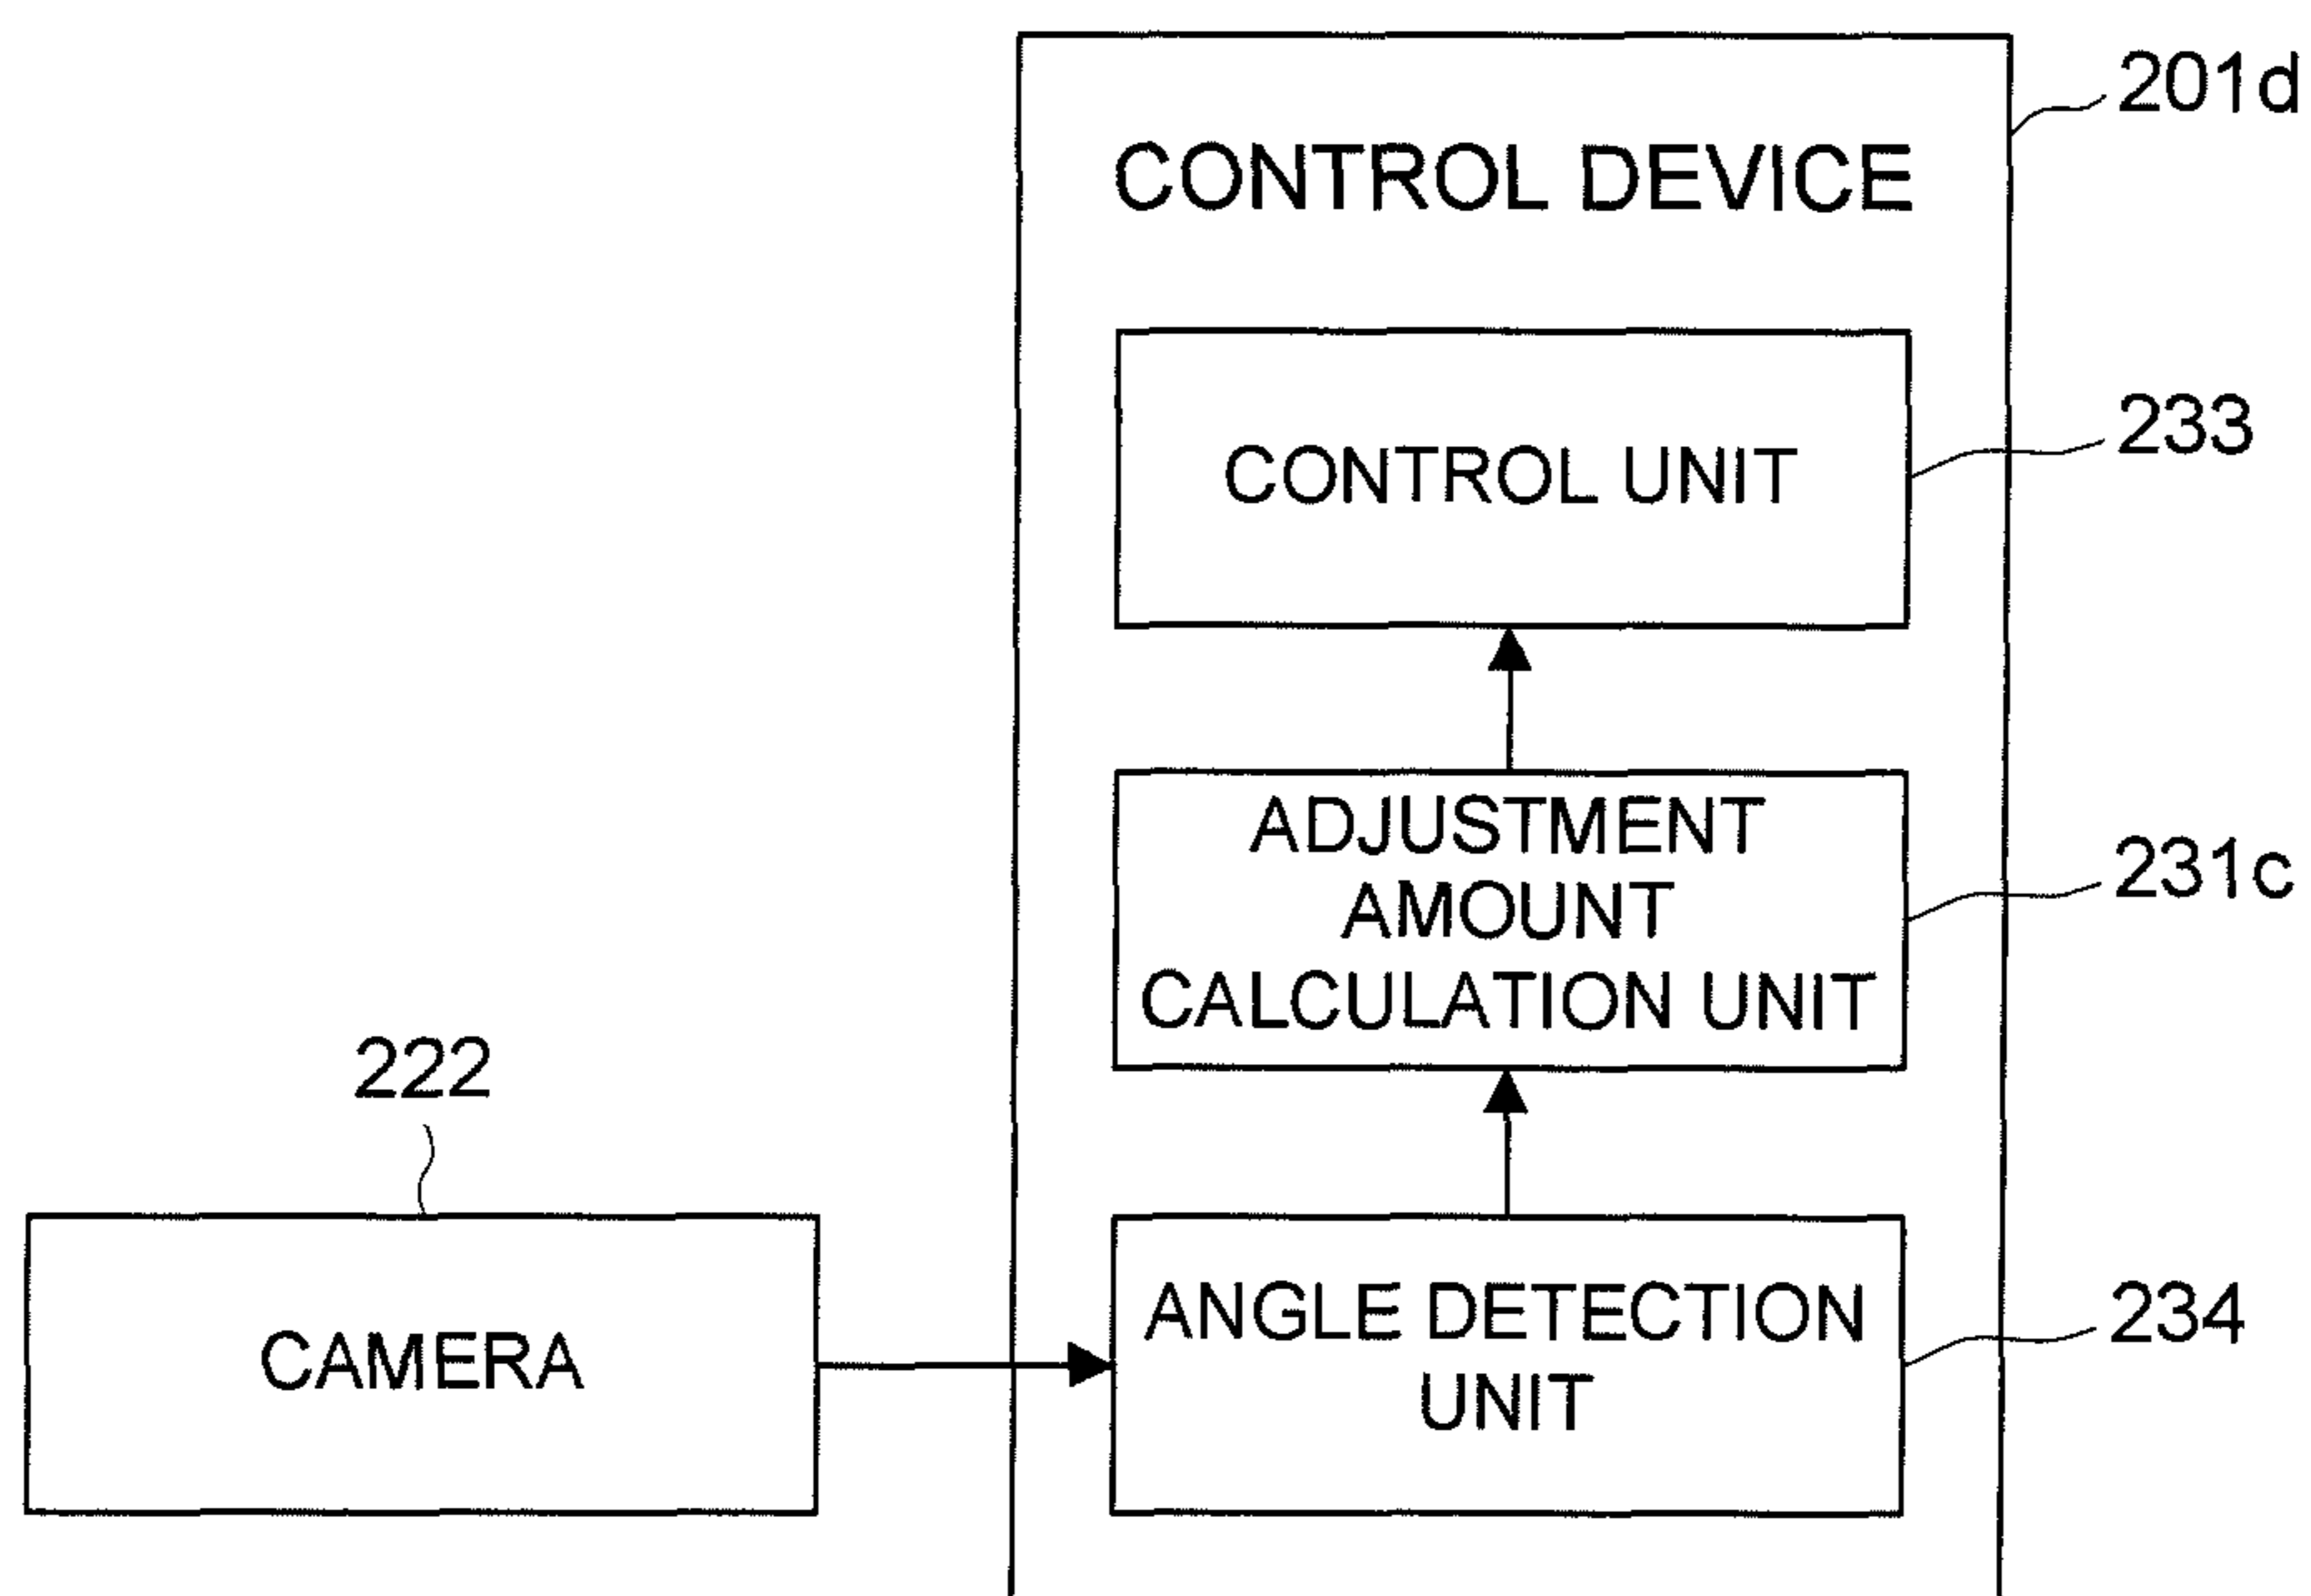 201d
CONTROL DEVICE
233
CONTROL UNIT
ADJUSTMENT
AMOUNT
CALCULATION UNIT
231c
222
CAMERA
ANGLE DETECTION
UNIT
234